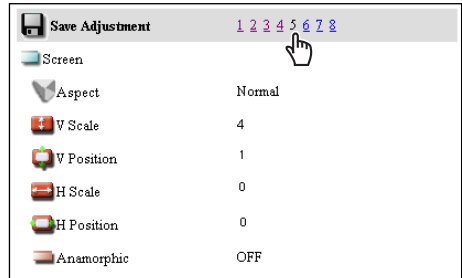 Save Adjustment 1 2 3 4 5 6 7 8
Screen
Aspect Normal
V Scale 4
V Position 1
H Scale 0
H Position 0
Anamorphic OFF